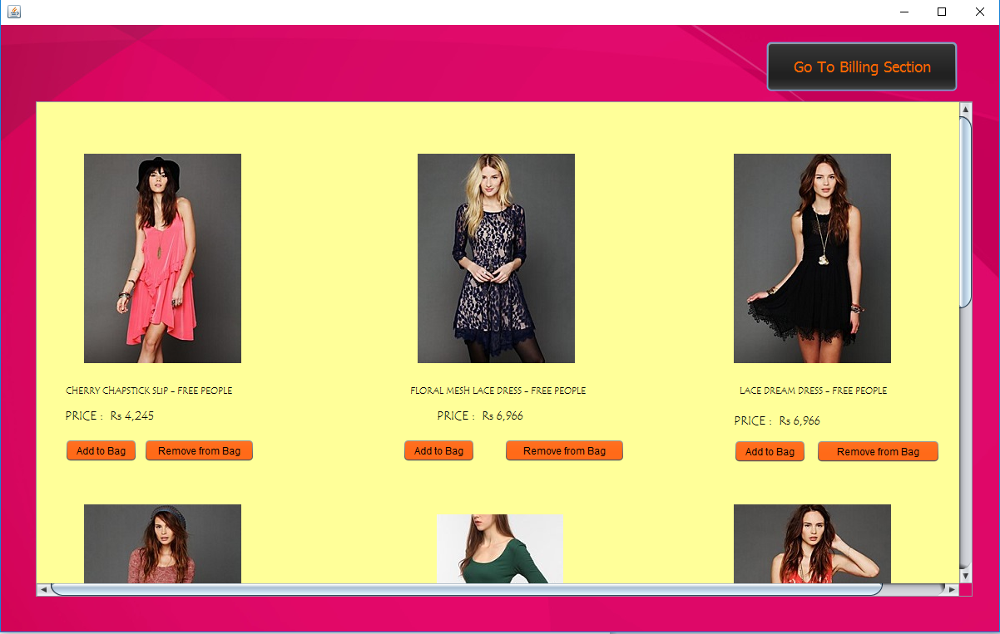 Go To Billing Section
CHERRY CHAPSTICK SLIP – FREE PEOPLE
PRICE : Rs 4,245
Add to Bag
Remove from Bag
FLORAL MESH LACE DRESS – FREE PEOPLE
PRICE : Rs 6,966
Add to Bag
Remove from Bag
LACE DREAM DRESS – FREE PEOPLE
PRICE : Rs 6,966
Add to Bag
Remove from Bag